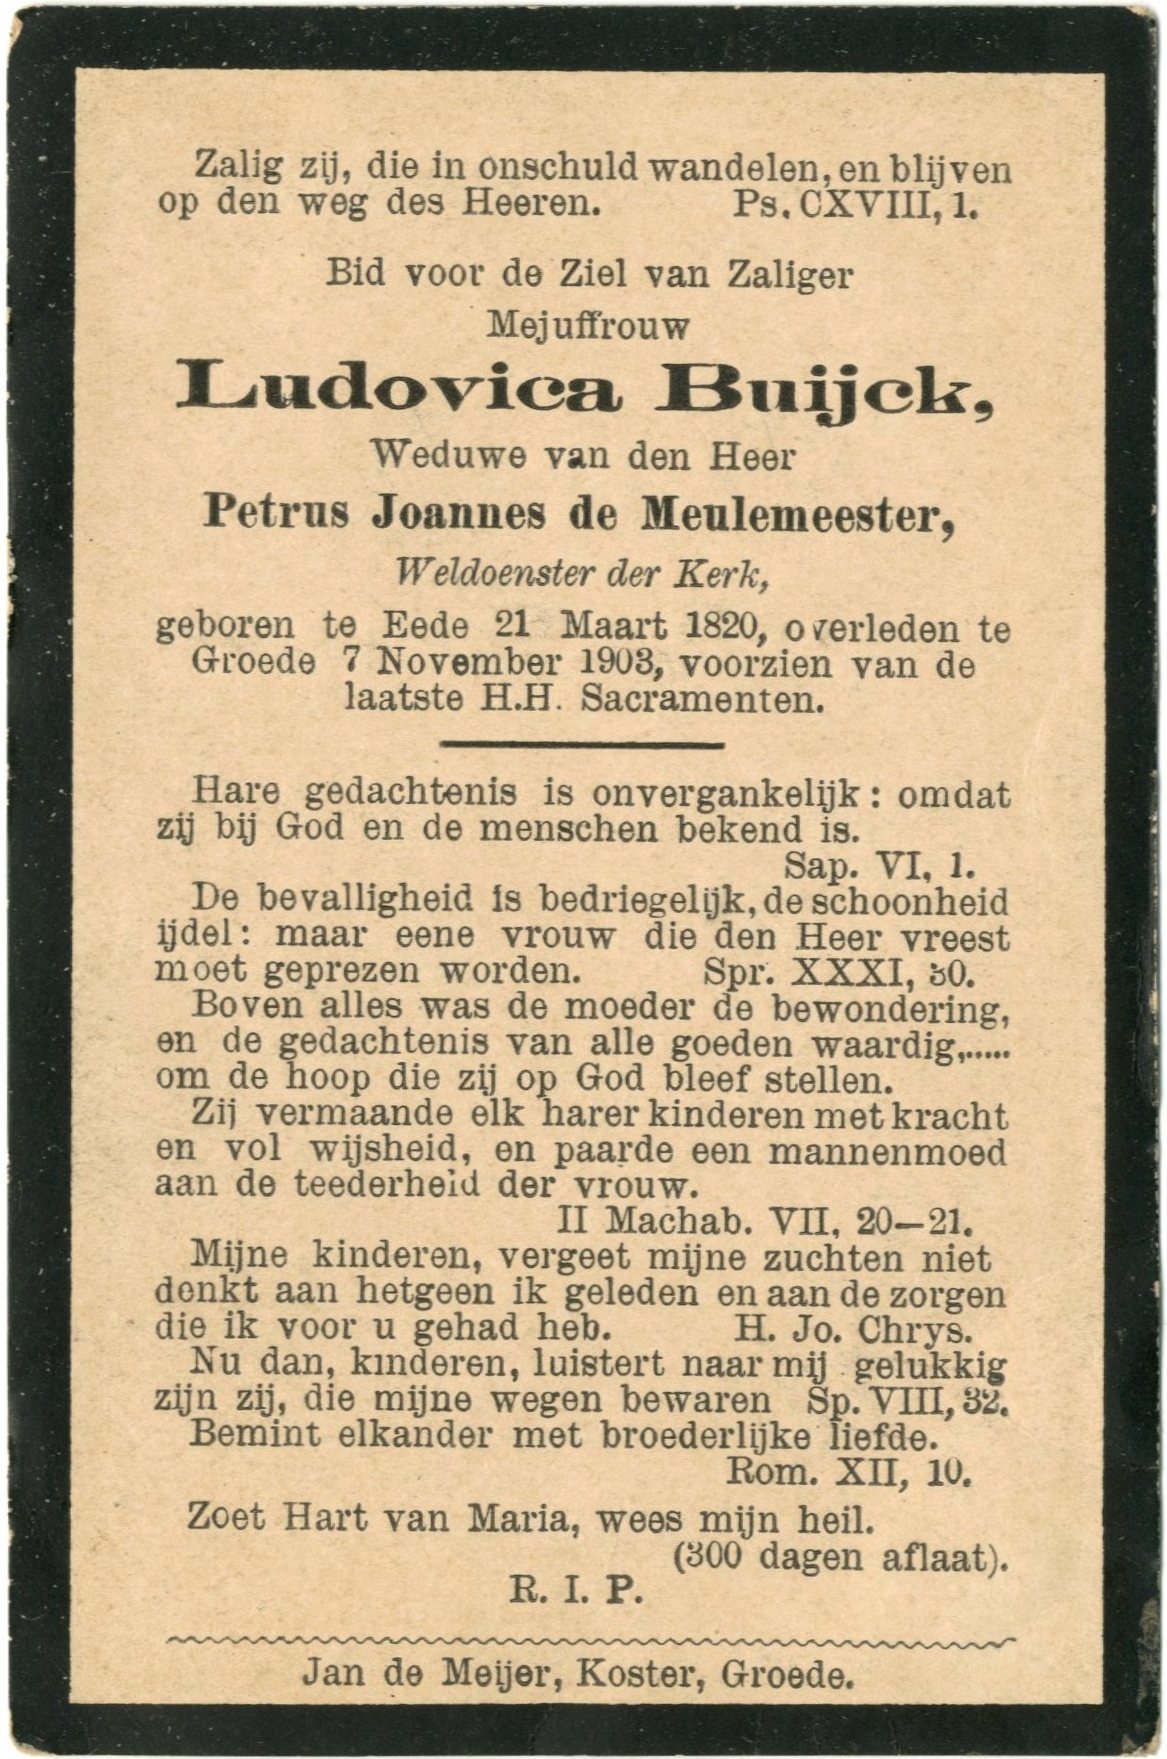 Zalig zij, die in onschuld wandelen, en blijven
op den weg des Heeren. Ps. CXVIII, 1.
Bid voor de Ziel van Zaliger
Mejuffrouw
Ludovica Buijck,
Weduwe van den Heer
Petrus Joannes de Meulemeester,
Weldoenster der Kerk,
geboren te Eede 21 Maart 1820, overleden te
Groede 7 November 1903, voorzien van de
laatste H.H. Sacramenten.
Hare gedachtenis is onvergankelijk: omdat
zij bij God en de menschen bekend is.
Sap. VI, 1.
De bevalligheid is bedriegelijk, de schoonheid
ijdel: maar eene vrouw die den Heer vreest
moet geprezen worden. Spr. XXXI, 30.
Boven alles was de moeder de bewondering,
en de gedachtenis van alle goeden waardig,.....
om de hoop die zij op God bleef stellen.
Zij vermaande elk harer kinderen met kracht
en vol wijsheid, en paarde een mannenmoed
aan de teederheid der vrouw.
II Machab. VII, 20—21.
Mijne kinderen, vergeet mijne zuchten niet
denkt aan hetgeen ik geleden en aan de zorgen
die ik voor u gehad heb. H. Jo. Chrys.
Nu dan, kinderen, luistert naar mij gelukkig
zijn zij, die mijne wegen bewaren Sp. VIII, 32.
Bemint elkander met broederlijke liefde.
Rom. XII, 10.
Zoet Hart van Maria, wees mijn heil.
(300 dagen aflaat).
R. I. P.
Jan de Meijer, Koster, Groede.